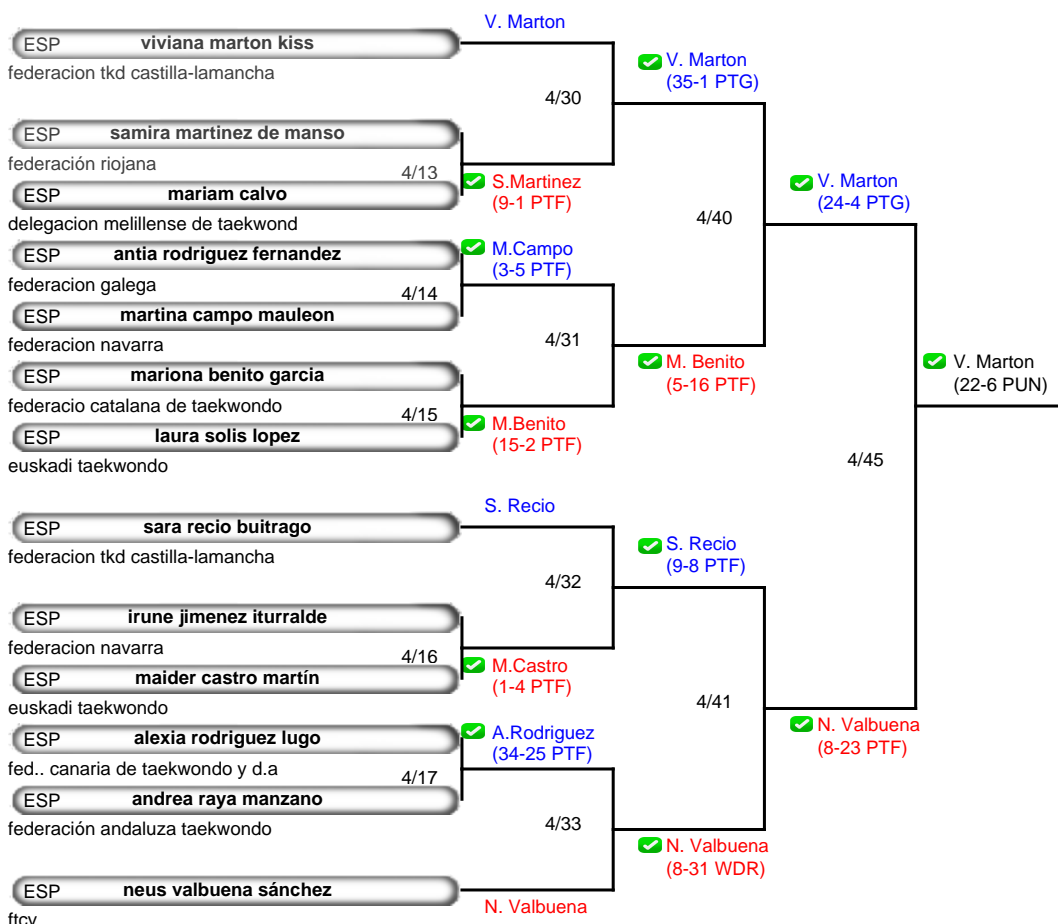 V. Marton
ESP viviana marton kiss
federacion tkd castilla-lamancha
V. Marton
(35-1 PTG)
4/30
ESP samira martinez de manso
federación riojana
4/13
ESP mariam calvo
delegacion melillense de taekwond
S.Martinez
(9-1 PTF)
V. Marton
(24-4 PTG)
4/40
ESP antia rodriguez fernandez
federacion galega
M.Campo
(3-5 PTF)
4/14
ESP martina campo mauleon
federacion navarra
4/31
M. Benito
(5-16 PTF)
V. Marton
(22-6 PUN)
ESP mariona benito garcia
federacio catalana de taekwondo
4/15
ESP laura solis lopez
euskadi taekwondo
M.Benito
(15-2 PTF)
4/45
S. Recio
ESP sara recio buitrago
federacion tkd castilla-lamancha
S. Recio
(9-8 PTF)
4/32
ESP irune jimenez iturralde
federacion navarra
4/16
ESP maider castro martín
euskadi taekwondo
M.Castro
(1-4 PTF)
4/41
N. Valbuena
(8-23 PTF)
ESP alexia rodriguez lugo
fed.. canaria de taekwondo y d.a
A.Rodriguez
(34-25 PTF)
4/17
ESP andrea raya manzano
federación andaluza taekwondo
4/33
N. Valbuena
(8-31 WDR)
ESP neus valbuena sánchez
ftcv
N. Valbuena